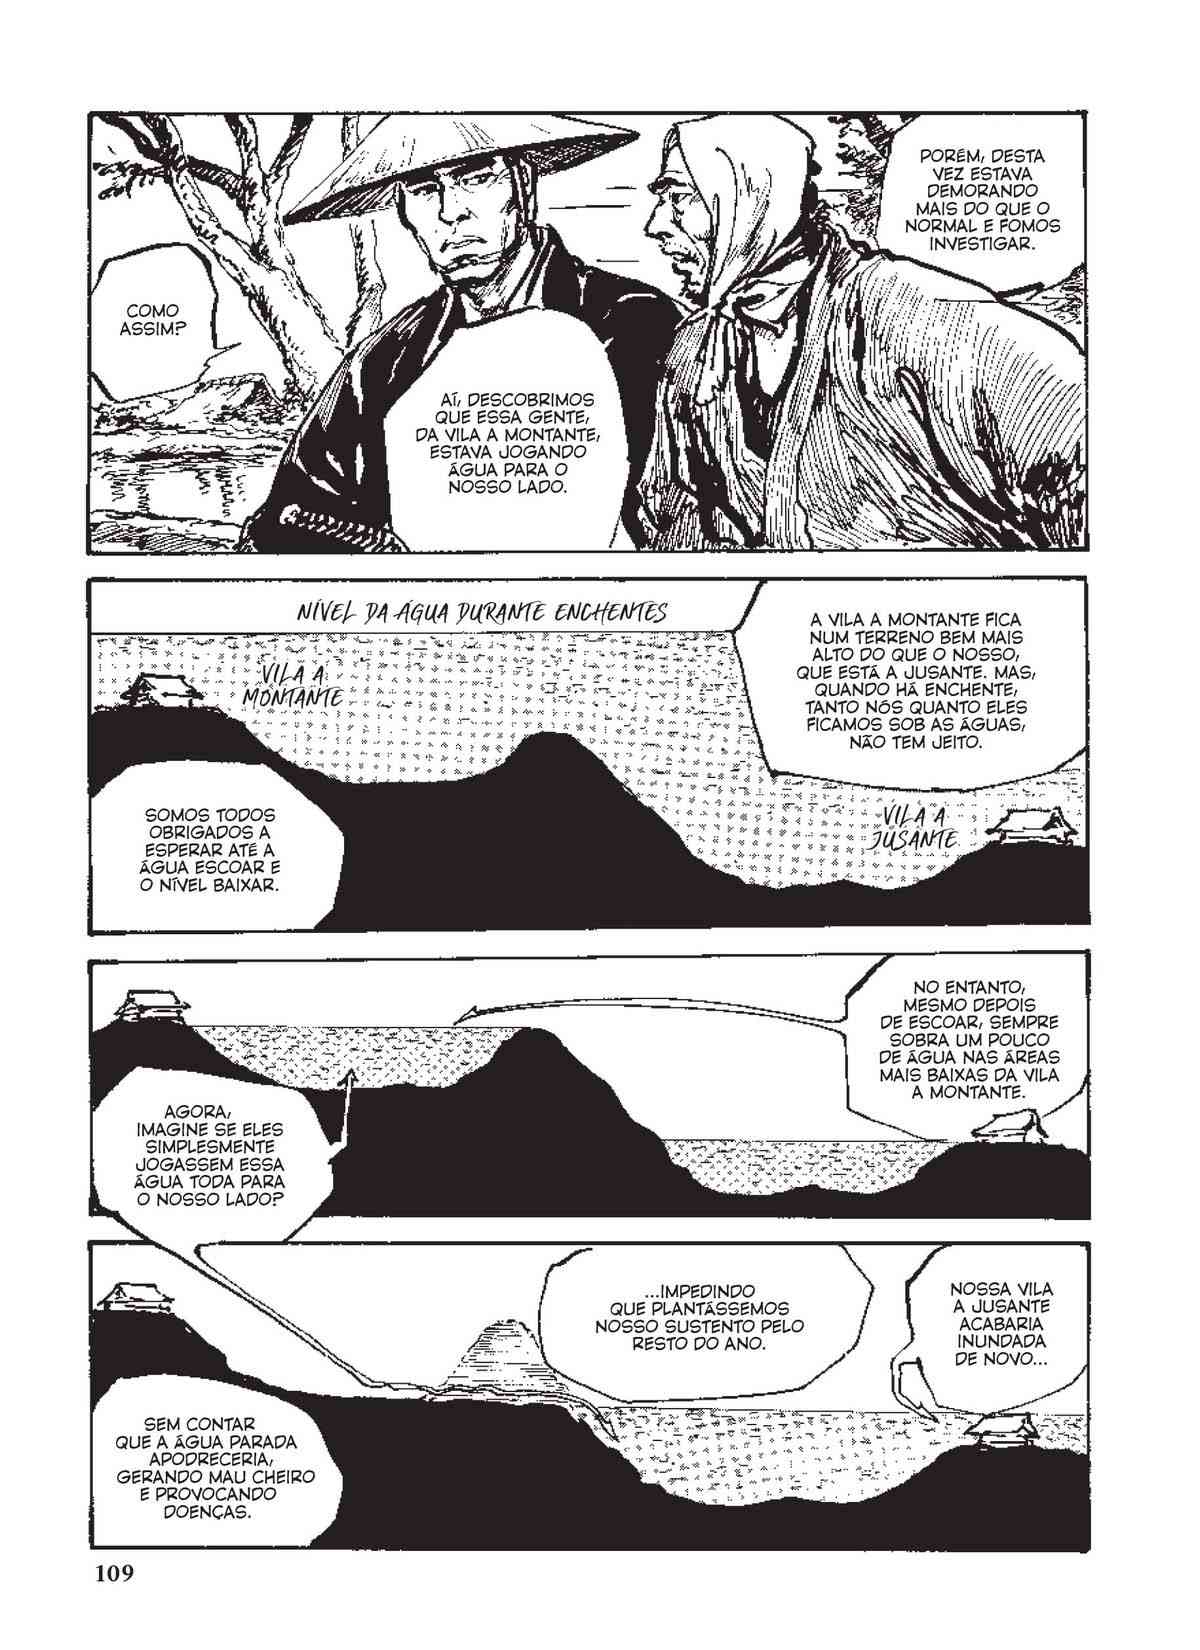 PORÉM, DESTA
VEZ ESTAVA
DEMORANDO
MAIS DO QUE O
NORMAL E FOMOS
INVESTIGAR.
COMO
ASSIM?
AÍ, DESCOBRIMOS
QUE ESSA GENTE,
DA VILA A MONTANTE,
ESTAVA JOGANDO
ÁGUA PARA O
NOSSO LADO.
NÍVEL DA ÁGUA DURANTE ENCHENTES
A VILA A MONTANTE FICA
NUM TERRENO BEM MAIS
ALTO DO QUE O NOSSO,
QUE ESTÁ A JUSANTE. MAS,
QUANDO HÁ ENCHENTE,
TANTO NÓS QUANTO ELES
FICAMOS SOB AS ÁGUAS,
NÃO TEM JEITO.
VILA A
MONTANTE
SOMOS TODOS
OBRIGADOS A
ESPERAR ATÉ A
ÁGUA ESCOAR E
O NÍVEL BAIXAR.
VILA A
JUSANTE
NO ENTANTO,
MESMO DEPOIS
DE ESCOAR, SEMPRE
SOBRA UM POUCO
DE ÁGUA NAS ÁREAS
MAIS BAIXAS DA VILA
A MONTANTE.
AGORA,
IMAGINE SE ELES
SIMPLESMENTE
JOGASSEM ESSA
ÁGUA TODA PARA
O NOSSO LADO?
NOSSA VILA
A JUSANTE
ACABARIA
INUNDADA
DE NOVO...
...IMPEDINDO
QUE PLANTÁSSEMOS
NOSSO SUSTENTO PELO
RESTO DO ANO.
SEM CONTAR
QUE A ÁGUA PARADA
APODRECERIA,
GERANDO MAU CHEIRO
E PROVOCANDO
DOENÇAS.
109